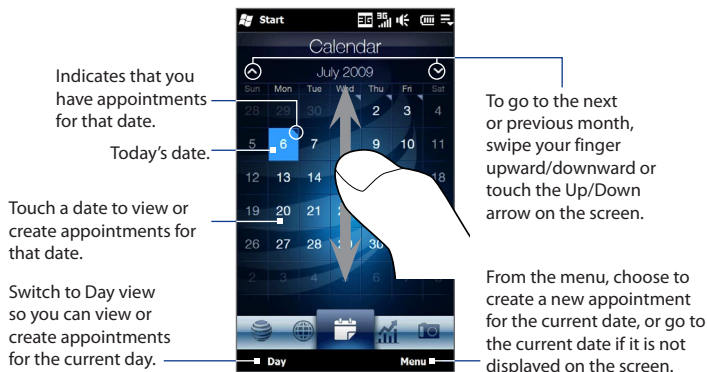 Start
Calendar
July 2009
Sun Mon Tue Wed Thu Fri Sat
28 29 30 2 3 4
5 6 7 9 10 11
12 13 14 18
19 20 21
26 27 28 29 30
2 3 4 6
Day Menu
Indicates that you
have appointments
for that date.
Today's date.
Touch a date to view or
create appointments for
that date.
Switch to Day view
so you can view or
create appointments
for the current day.
To go to the next
or previous month,
swipe your finger
upward/downward or
touch the Up/Down
arrow on the screen.
From the menu, choose to
create a new appointment
for the current date, or go to
the current date if it is not
displayed on the screen.